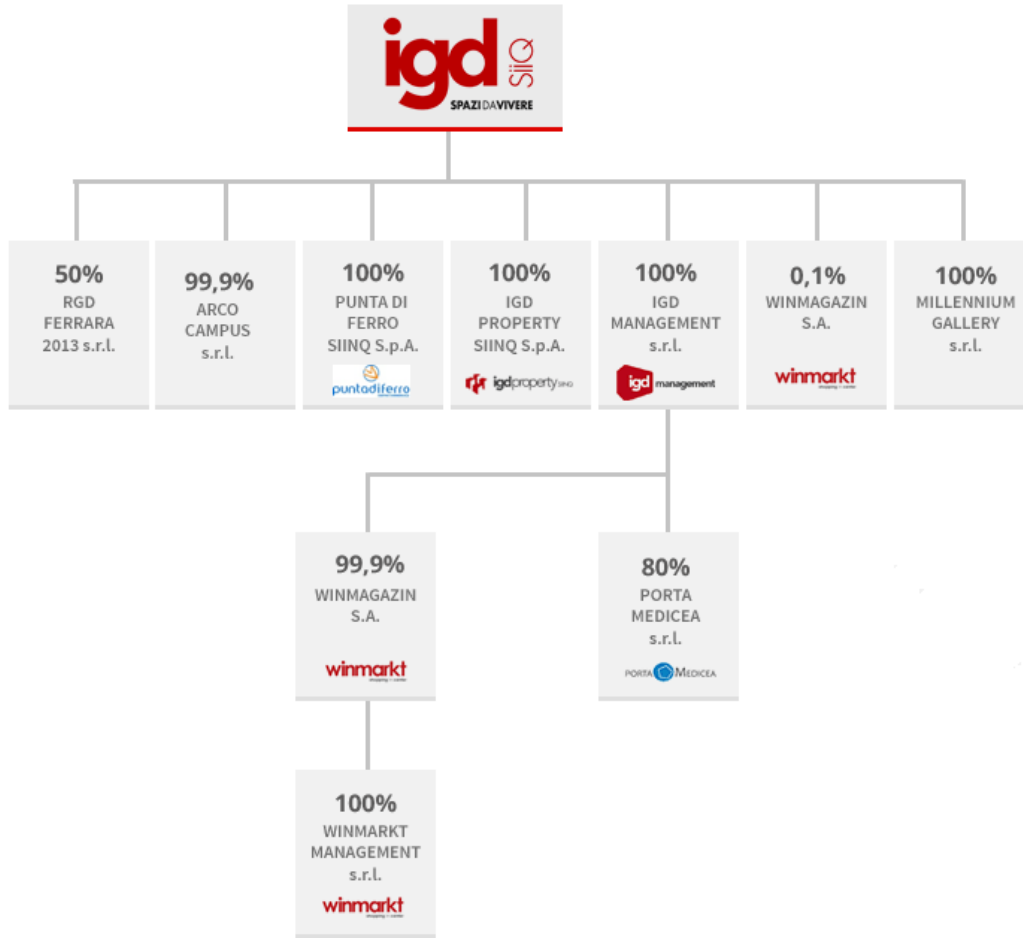 igd SiiQ
SPAZI DA VIVERE
50%
RGD
FERRARA
2013 s.r.l.
99,9%
ARCO
CAMPUS
s.r.l.
100%
PUNTA DI
FERRO
SIINQ S.p.A.
puntadiferro
100%
IGD
PROPERTY
SIINQ S.p.A.
igdproperty SIINQ
100%
IGD
MANAGEMENT
s.r.l.
igd management
0,1%
WINMAGAZIN
S.A.
winmarkt
100%
MILLENNIUM
GALLERY
s.r.l.
99,9%
WINMAGAZIN
S.A.
winmarkt
80%
PORTA
MEDICEA
s.r.l.
PORTA MEDICEA
100%
WINMARKT
MANAGEMENT
s.r.l.
winmarkt